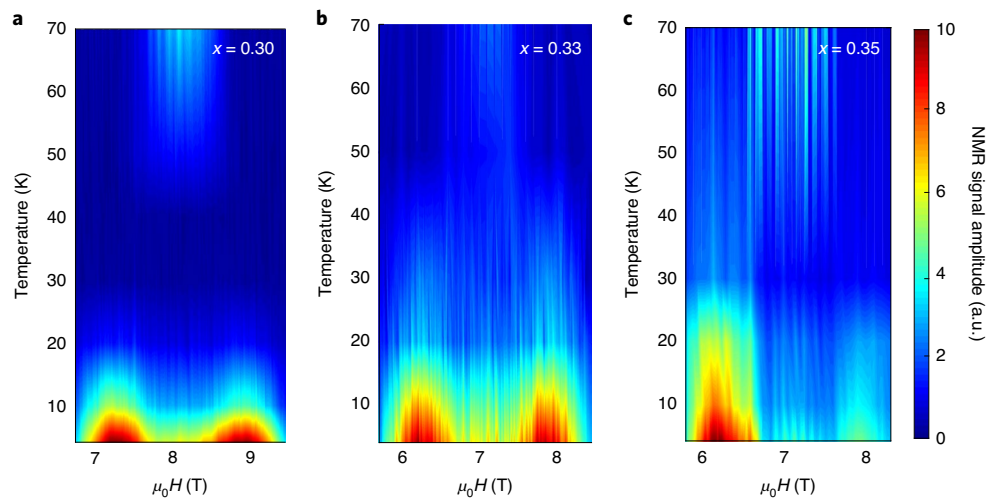 a
x = 0.30
70
60
50
40
30
20
10
Temperature (K)
7 8 9
μ₀H (T)
b
x = 0.33
70
60
50
40
30
20
10
Temperature (K)
6 7 8
μ₀H (T)
c
x = 0.35
70
60
50
40
30
20
10
Temperature (K)
6 7 8
μ₀H (T)
10
8
6
4
2
0
NMR signal amplitude (a.u.)